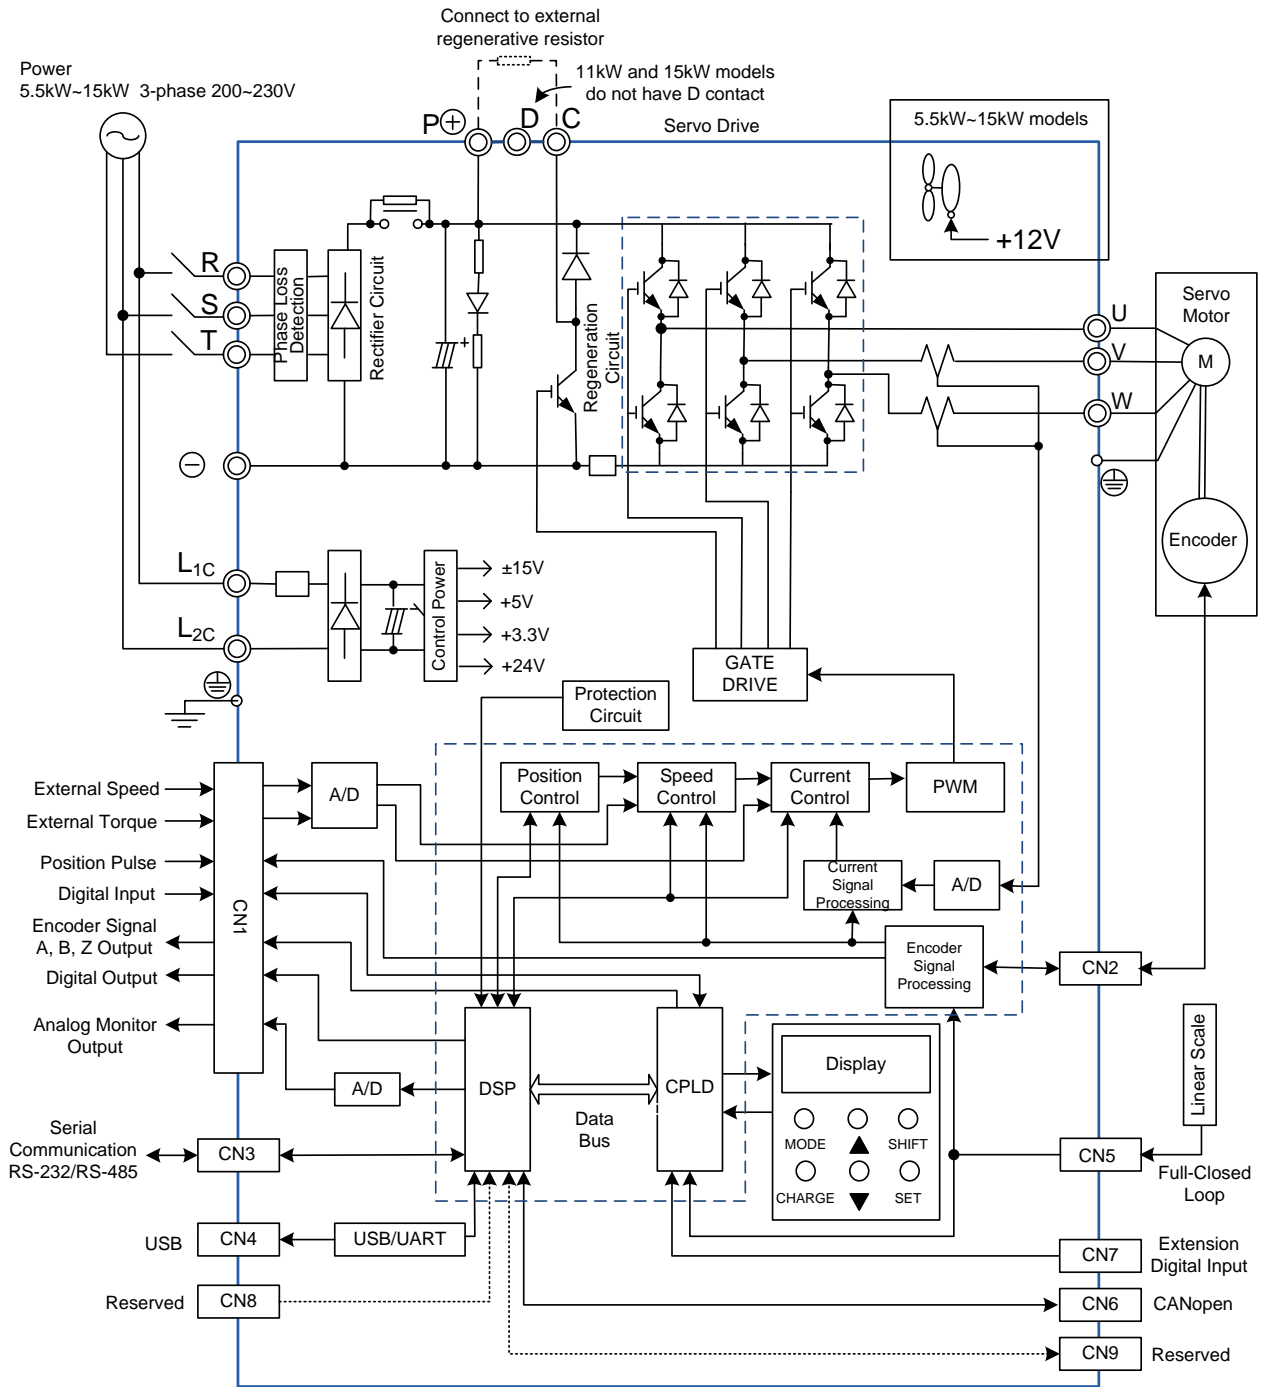 Connect to external
regenerative resistor
Power
5.5kW~15kW 3-phase 200~230V
11kW and 15kW models
do not have D contact
P⊕
D
C
Servo Drive
5.5kW~15kW models
+12V
R
S
T
Phase Loss
Detection
Rectifier Circuit
+
Regeneration
Circuit
U
V
W
Servo
Motor
M
Encoder
⊖
L1C
L2C
Control Power
±15V
+5V
+3.3V
+24V
GATE
DRIVE
Protection
Circuit
External Speed
External Torque
Position Pulse
Digital Input
Encoder Signal
A, B, Z Output
Digital Output
Analog Monitor
Output
CN1
A/D
Position
Control
Speed
Control
Current
Control
PWM
Current
Signal
Processing
A/D
Encoder
Signal
Processing
CN2
A/D
DSP
Data
Bus
CPLD
Display
MODE
▲
SHIFT
CHARGE
▼
SET
Linear Scale
Serial
Communication
RS-232/RS-485
CN3
CN5
Full-Closed
Loop
USB
CN4
USB/UART
CN7
Extension
Digital Input
Reserved
CN8
CN6
CANopen
CN9
Reserved